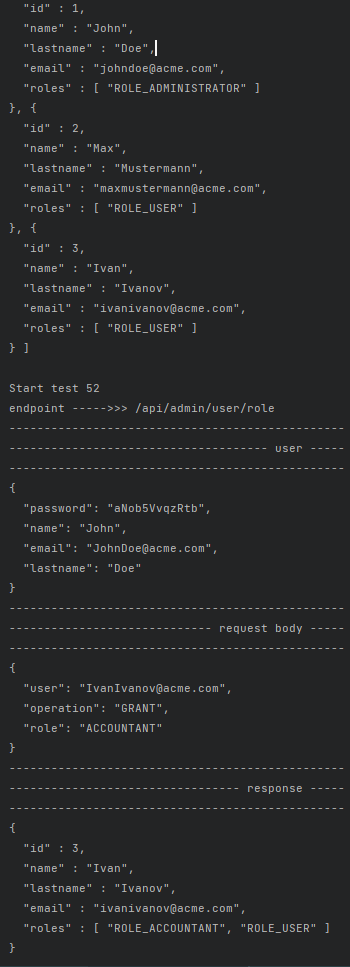 "id" : 1,
"name" : "John",
"lastname" : "Doe",
"email" : "johndoe@acme.com",
"roles" : [ "ROLE_ADMINISTRATOR" ]
}, {
"id" : 2,
"name" : "Max",
"lastname" : "Mustermann",
"email" : "maxmustermann@acme.com",
"roles" : [ "ROLE_USER" ]
}, {
"id" : 3,
"name" : "Ivan",
"lastname" : "Ivanov",
"email" : "ivanivanov@acme.com",
"roles" : [ "ROLE_USER" ]
} ]
Start test 52
endpoint ----->>> /api/admin/user/role
------------------------------------------------
------------------------------------- user -----
------------------------------------------------
{
"password": "aNob5VvqzRtb",
"name": "John",
"email": "JohnDoe@acme.com",
"lastname": "Doe"
}
------------------------------------------------
----------------------------- request body -----
------------------------------------------------
{
"user": "IvanIvanov@acme.com",
"operation": "GRANT",
"role": "ACCOUNTANT"
}
------------------------------------------------
--------------------------------- response -----
------------------------------------------------
{
"id" : 3,
"name" : "Ivan",
"lastname" : "Ivanov",
"email" : "ivanivanov@acme.com",
"roles" : [ "ROLE_ACCOUNTANT", "ROLE_USER" ]
}